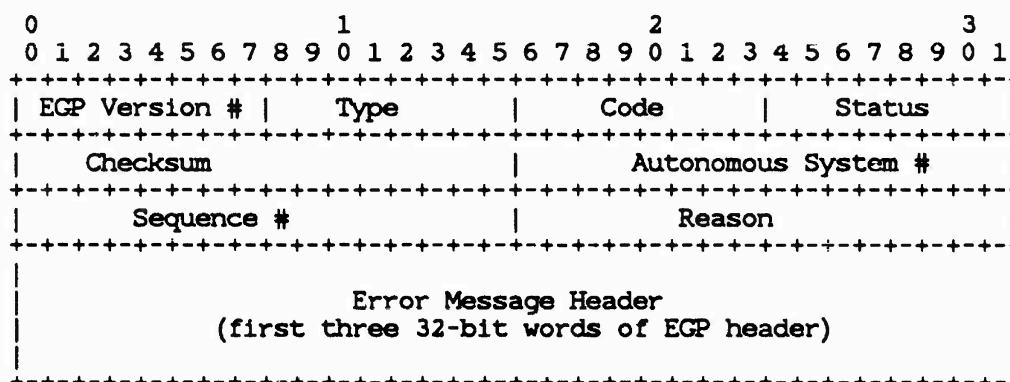 0                   1                   2                   3
0 1 2 3 4 5 6 7 8 9 0 1 2 3 4 5 6 7 8 9 0 1 2 3 4 5 6 7 8 9 0 1
+-+-+-+-+-+-+-+-+-+-+-+-+-+-+-+-+-+-+-+-+-+-+-+-+-+-+-+-+-+-+-+-
| EGP Version # | Type | Code | Status
+-+-+-+-+-+-+-+-+-+-+-+-+-+-+-+-+-+-+-+-+-+-+-+-+-+-+-+-+-+-+-+-
| Checksum | Autonomous System #
+-+-+-+-+-+-+-+-+-+-+-+-+-+-+-+-+-+-+-+-+-+-+-+-+-+-+-+-+-+-+-+-
| Sequence # | Reason
+-+-+-+-+-+-+-+-+-+-+-+-+-+-+-+-+-+-+-+-+-+-+-+-+-+-+-+-+-+-+-+-
|
| Error Message Header
| (first three 32-bit words of EGP header)
|
+-+-+-+-+-+-+-+-+-+-+-+-+-+-+-+-+-+-+-+-+-+-+-+-+-+-+-+-+-+-+-+-